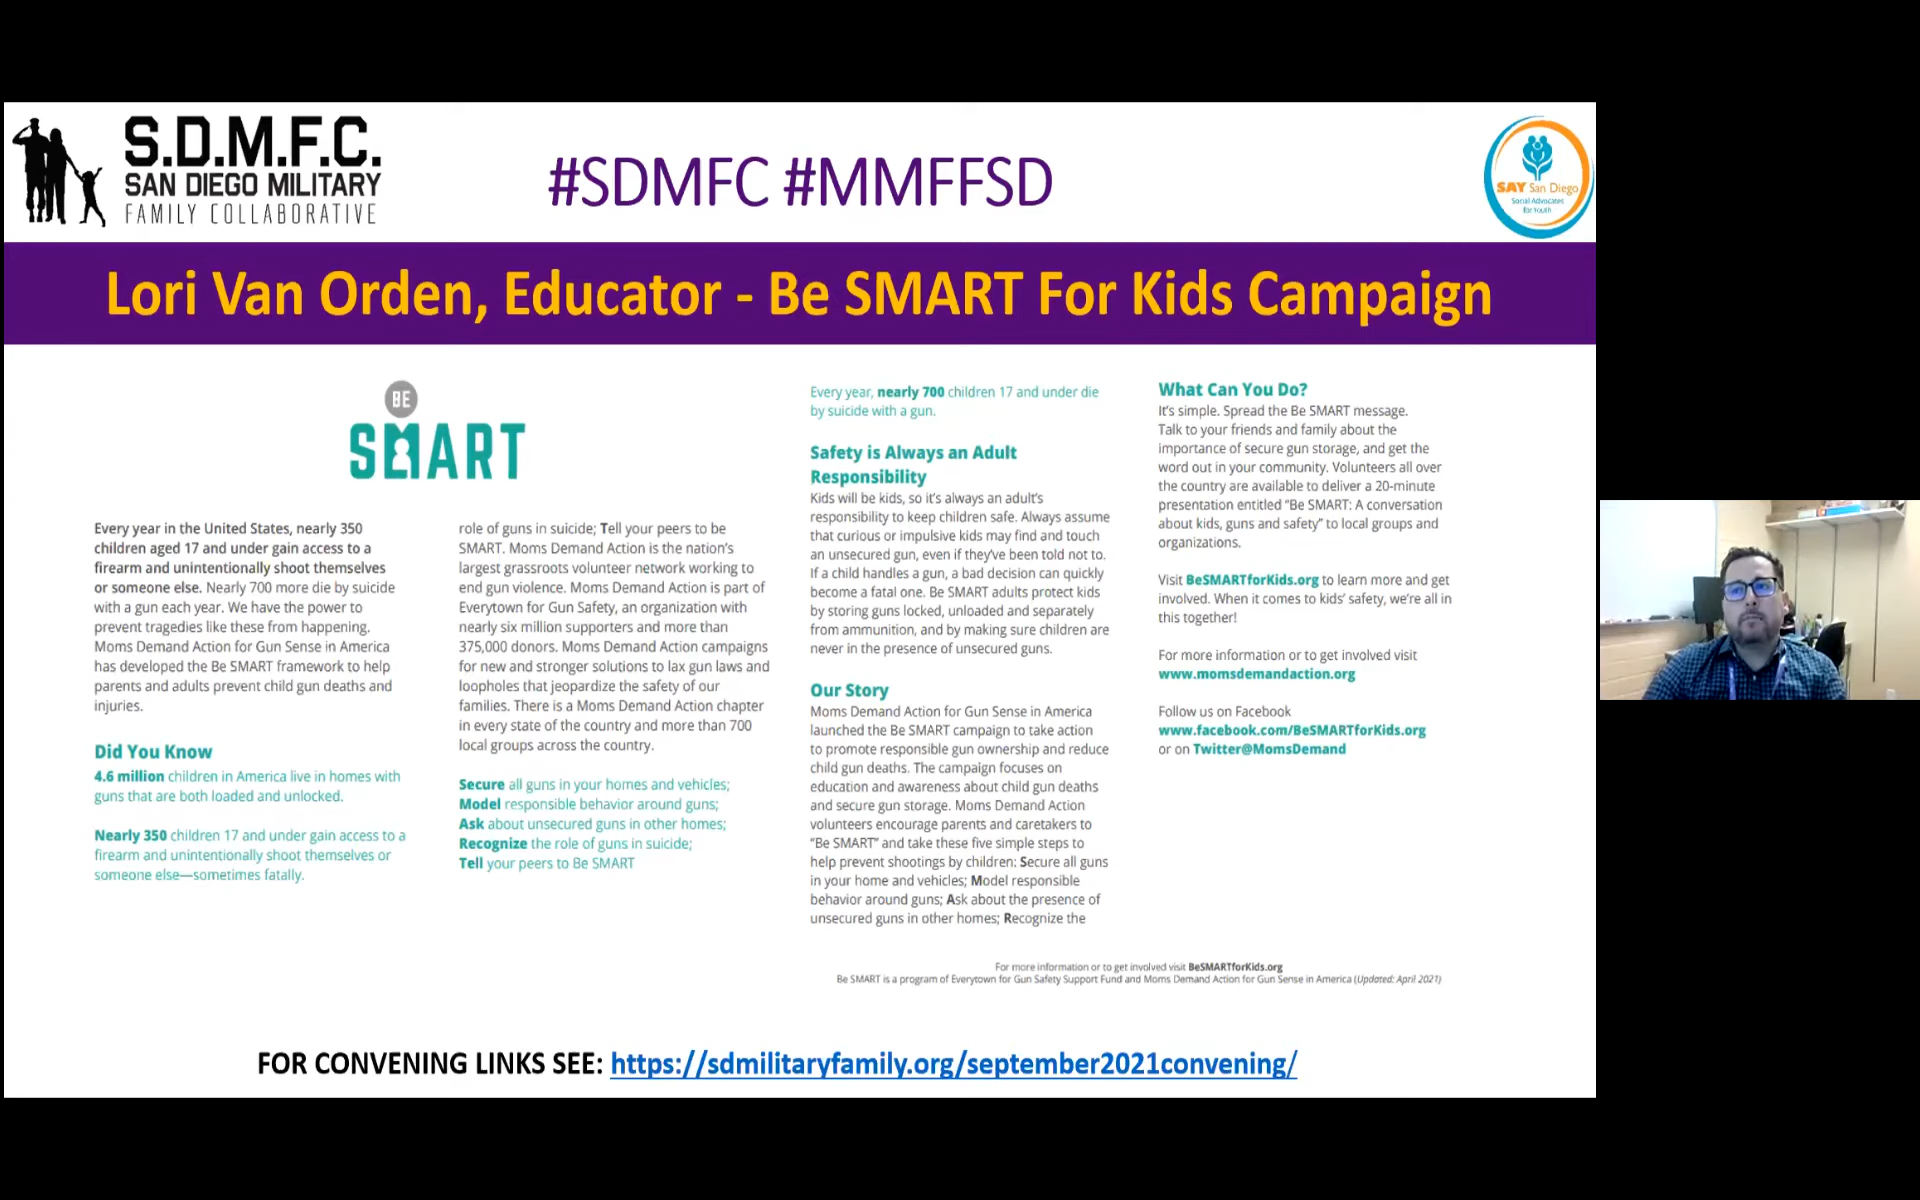 S.D.M.F.C.
SAN DIEGO MILITARY
FAMILY COLLABORATIVE
#SDMFC #MMFFSD
SAY San Diego
Social Advocates
for Youth
Lori Van Orden, Educator - Be SMART For Kids Campaign
BE
SMART
Every year in the United States, nearly 350
children aged 17 and under gain access to a
firearm and unintentionally shoot themselves
or someone else. Nearly 700 more die by suicide
with a gun each year. We have the power to
prevent tragedies like these from happening.
Moms Demand Action for Gun Sense in America
has developed the Be SMART framework to help
parents and adults prevent child gun deaths and
injuries.
Did You Know
4.6 million children in America live in homes with
guns that are both loaded and unlocked.
Nearly 350 children 17 and under gain access to a
firearm and unintentionally shoot themselves or
someone else—sometimes fatally.
role of guns in suicide; Tell your peers to be
SMART. Moms Demand Action is the nation's
largest grassroots volunteer network working to
end gun violence. Moms Demand Action is part of
Everytown for Gun Safety, an organization with
nearly six million supporters and more than
375,000 donors. Moms Demand Action campaigns
for new and stronger solutions to lax gun laws and
loopholes that jeopardize the safety of our
families. There is a Moms Demand Action chapter
in every state of the country and more than 700
local groups across the country.
Secure all guns in your homes and vehicles;
Model responsible behavior around guns;
Ask about unsecured guns in other homes;
Recognize the role of guns in suicide;
Tell your peers to Be SMART
Every year, nearly 700 children 17 and under die
by suicide with a gun.
Safety is Always an Adult
Responsibility
Kids will be kids, so it's always an adult's
responsibility to keep children safe. Always assume
that curious or impulsive kids may find and touch
an unsecured gun, even if they've been told not to.
If a child handles a gun, a bad decision can quickly
become a fatal one. Be SMART adults protect kids
by storing guns locked, unloaded and separately
from ammunition, and by making sure children are
never in the presence of unsecured guns.
Our Story
Moms Demand Action for Gun Sense in America
launched the Be SMART campaign to take action
to promote responsible gun ownership and reduce
child gun deaths. The campaign focuses on
education and awareness about child gun deaths
and secure gun storage. Moms Demand Action
volunteers encourage parents and caretakers to
"Be SMART" and take these five simple steps to
help prevent shootings by children: Secure all guns
in your home and vehicles; Model responsible
behavior around guns; Ask about the presence of
unsecured guns in other homes; Recognize the
What Can You Do?
It's simple. Spread the Be SMART message.
Talk to your friends and family about the
importance of secure gun storage, and get the
word out in your community. Volunteers all over
the country are available to deliver a 20-minute
presentation entitled "Be SMART: A conversation
about kids, guns and safety" to local groups and
organizations.
Visit BeSMARTforKids.org to learn more and get
involved. When it comes to kids' safety, we're all in
this together!
For more information or to get involved visit
www.momsdemandaction.org
Follow us on Facebook
www.facebook.com/BeSMARTforKids.org
or on Twitter@MomsDemand
For more information or to get involved visit BeSMARTforKids.org
Be SMART is a program of Everytown for Gun Safety Support Fund and Moms Demand Action for Gun Sense in America (Updated: April 2021)
FOR CONVENING LINKS SEE: https://sdmilitaryfamily.org/september2021convening/